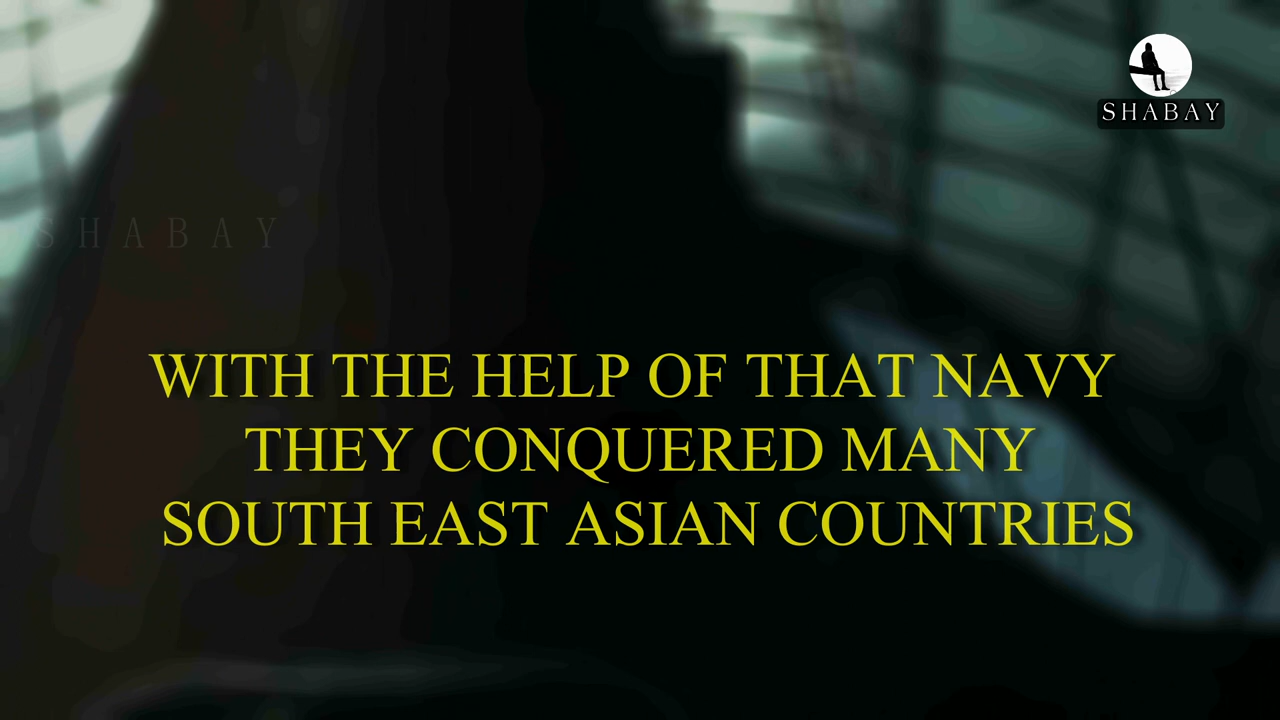 SHABAY
SHABAY
WITH THE HELP OF THAT NAVY
THEY CONQUERED MANY
SOUTH EAST ASIAN COUNTRIES